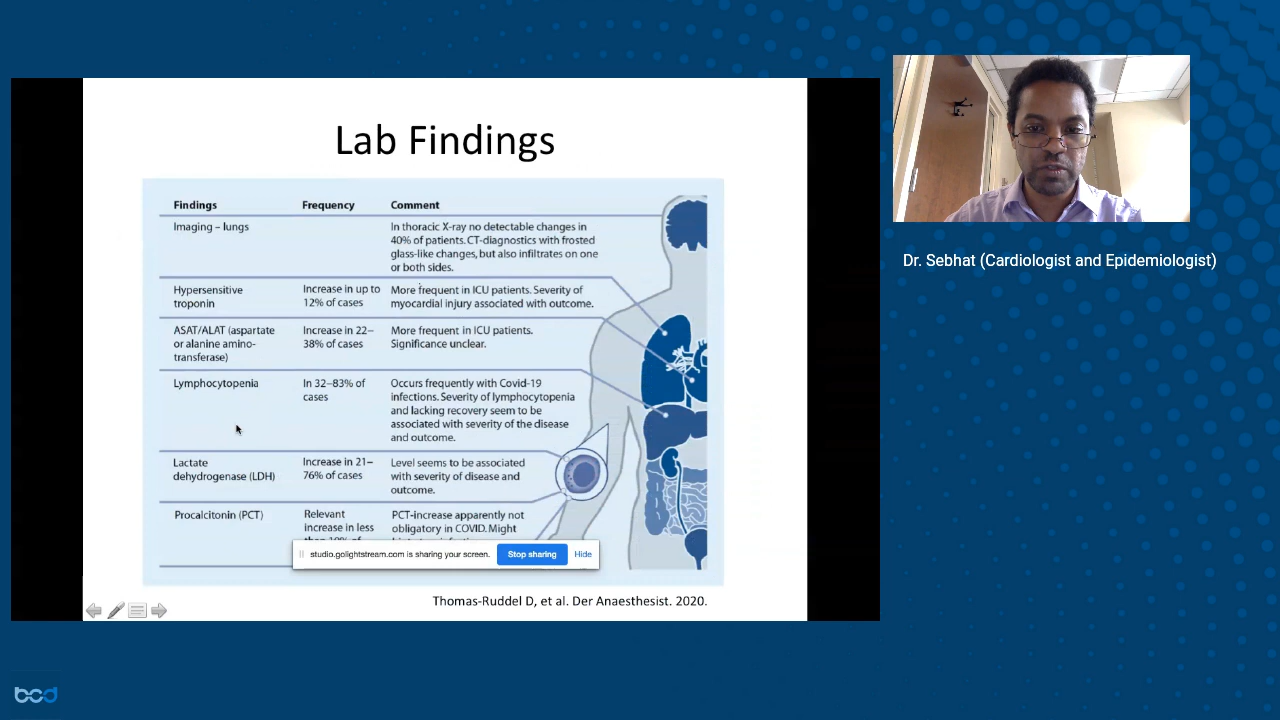 Lab Findings
Findings Frequency Comment
Imaging – lungs
In thoracic X-ray no detectable changes in
40% of patients. CT-diagnostics with frosted
glass-like changes, but also infiltrates on one
or both sides.
Hypersensitive
troponin
Increase in up to
12% of cases
More frequent in ICU patients. Severity of
myocardial injury associated with outcome.
ASAT/ALAT (aspartate
or alanine amino-
transferase)
Increase in 22–
38% of cases
More frequent in ICU patients.
Significance unclear.
Lymphocytopenia
In 32–83% of
cases
Occurs frequently with Covid-19
infections. Severity of lymphocytopenia
and lacking recovery seem to be
associated with severity of the disease
and outcome.
Lactate
dehydrogenase (LDH)
Increase in 21–
76% of cases
Level seems to be associated
with severity of disease and
outcome.
Procalcitonin (PCT)
Relevant
increase in less
PCT-increase apparently not
obligatory in COVID. Might
studio.golightstream.com is sharing your screen.
Stop sharing
Hide
Thomas-Ruddel D, et al. Der Anaesthesist. 2020.
Dr. Sebhat (Cardiologist and Epidemiologist)
bcd